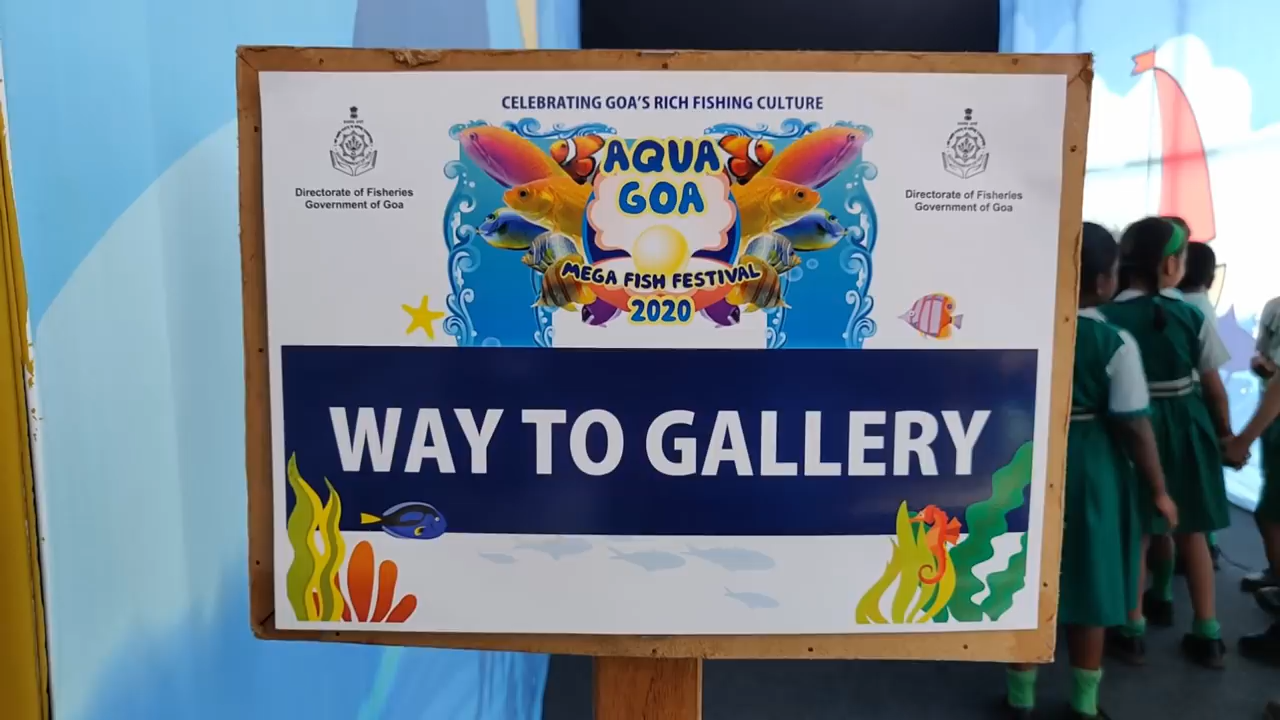 CELEBRATING GOA'S RICH FISHING CULTURE
AQUA
GOA
MEGA FISH FESTIVAL
2020
Directorate of Fisheries
Government of Goa
Directorate of Fisheries
Government of Goa
WAY TO GALLERY